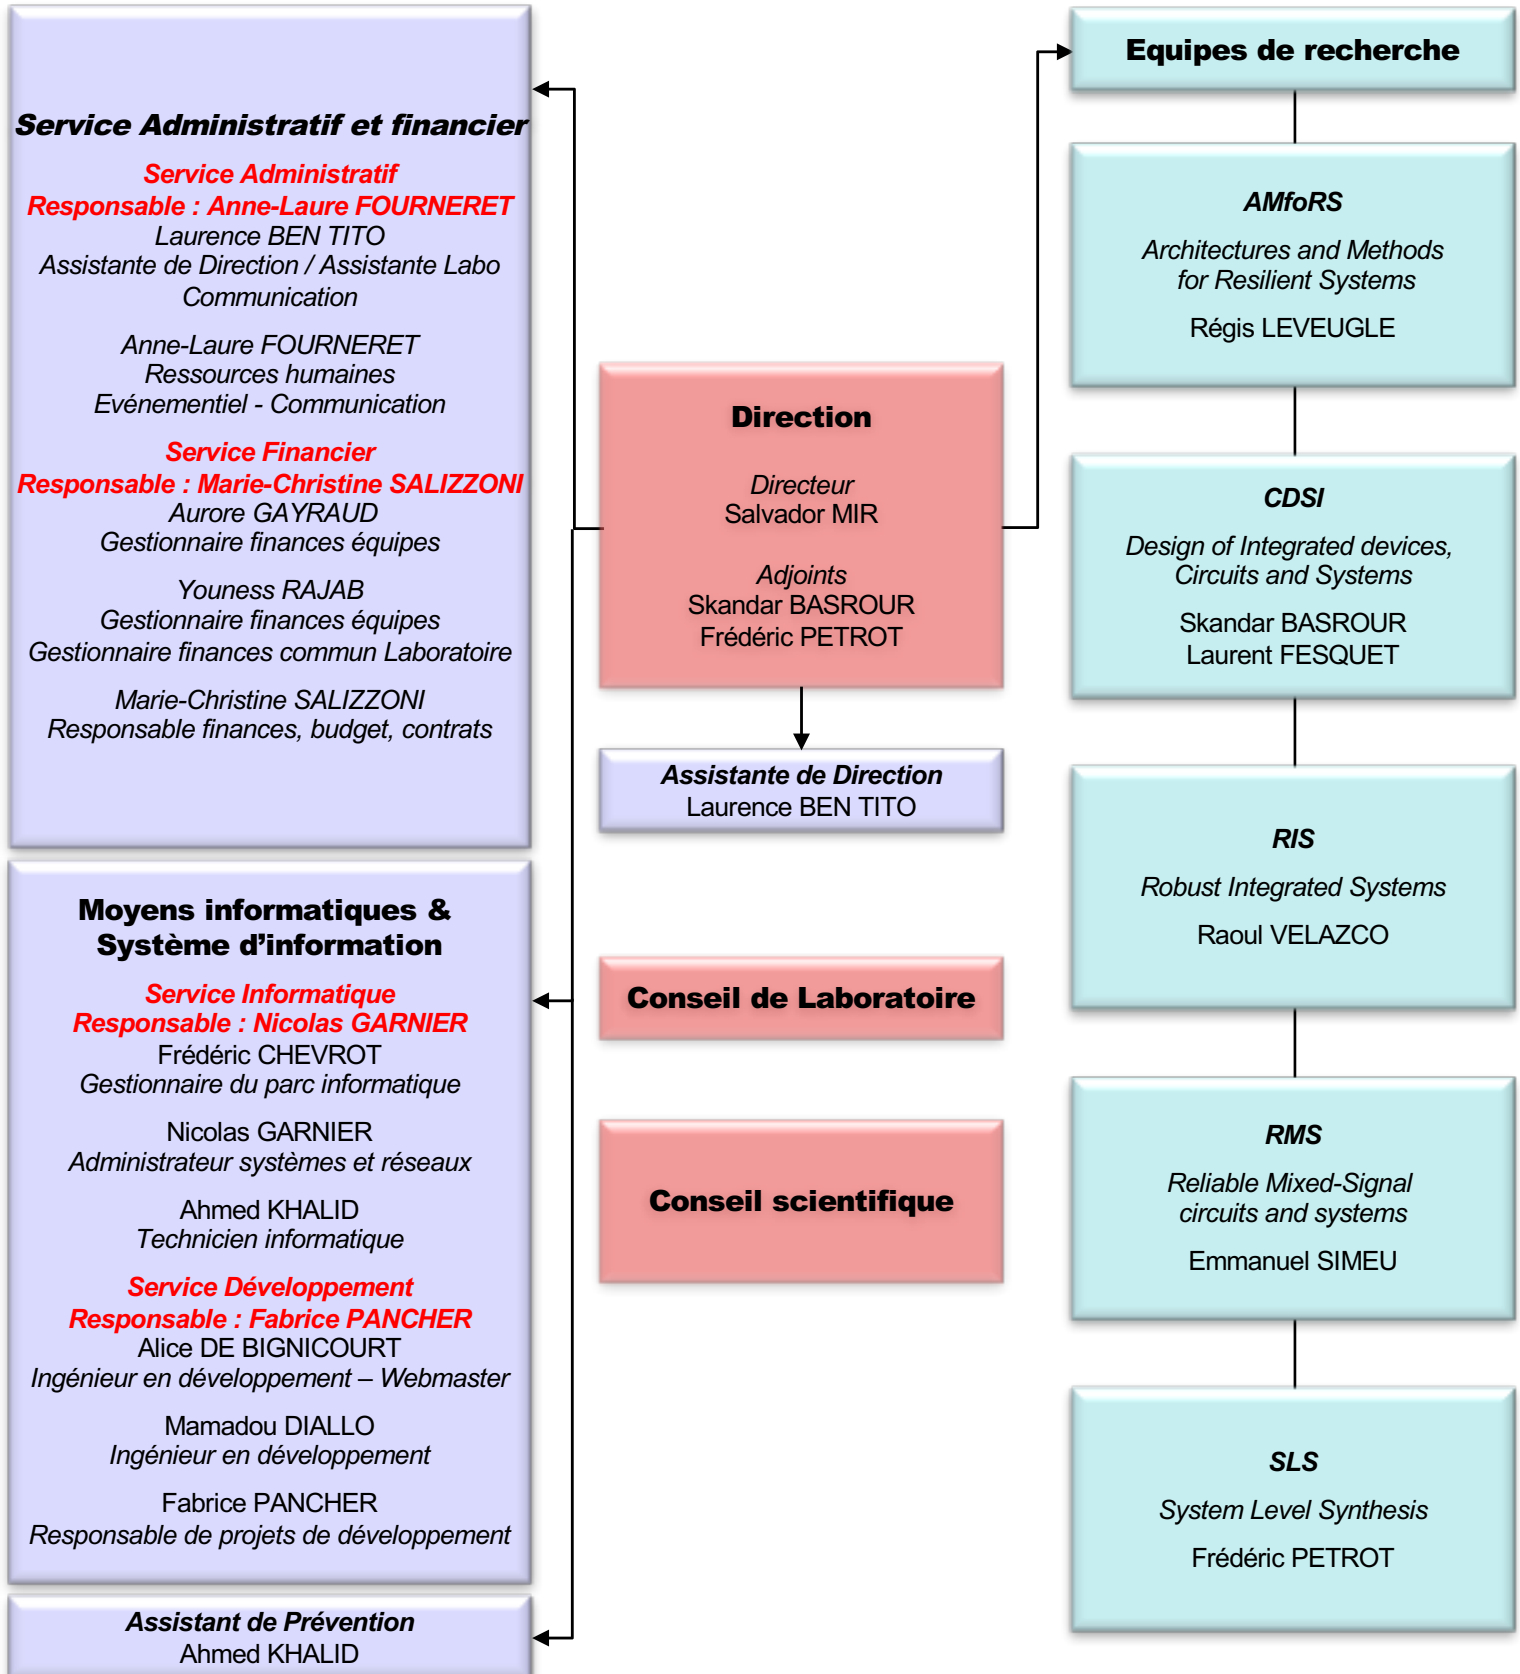 Service Administratif et financier
Service Administratif
Responsable : Anne-Laure FOURNERET
Laurence BEN TITO
Assistante de Direction / Assistante Labo
Communication
Anne-Laure FOURNERET
Ressources humaines
Evénementiel - Communication
Service Financier
Responsable : Marie-Christine SALIZZONI
Aurore GAYRAUD
Gestionnaire finances équipes
Youness RAJAB
Gestionnaire finances équipes
Gestionnaire finances commun Laboratoire
Marie-Christine SALIZZONI
Responsable finances, budget, contrats
Moyens informatiques &
Système d’information
Service Informatique
Responsable : Nicolas GARNIER
Frédéric CHEVROT
Gestionnaire du parc informatique
Nicolas GARNIER
Administrateur systèmes et réseaux
Ahmed KHALID
Technicien informatique
Service Développement
Responsable : Fabrice PANCHER
Alice DE BIGNICOURT
Ingénieur en développement – Webmaster
Mamadou DIALLO
Ingénieur en développement
Fabrice PANCHER
Responsable de projets de développement
Assistant de Prévention
Ahmed KHALID
Direction
Directeur
Salvador MIR
Adjoints
Skandar BASROUR
Frédéric PETROT
Assistante de Direction
Laurence BEN TITO
Conseil de Laboratoire
Conseil scientifique
Equipes de recherche
AMfoRS
Architectures and Methods
for Resilient Systems
Régis LEVEUGLE
CDSI
Design of Integrated devices,
Circuits and Systems
Skandar BASROUR
Laurent FESQUET
RIS
Robust Integrated Systems
Raoul VELAZCO
RMS
Reliable Mixed-Signal
circuits and systems
Emmanuel SIMEU
SLS
System Level Synthesis
Frédéric PETROT